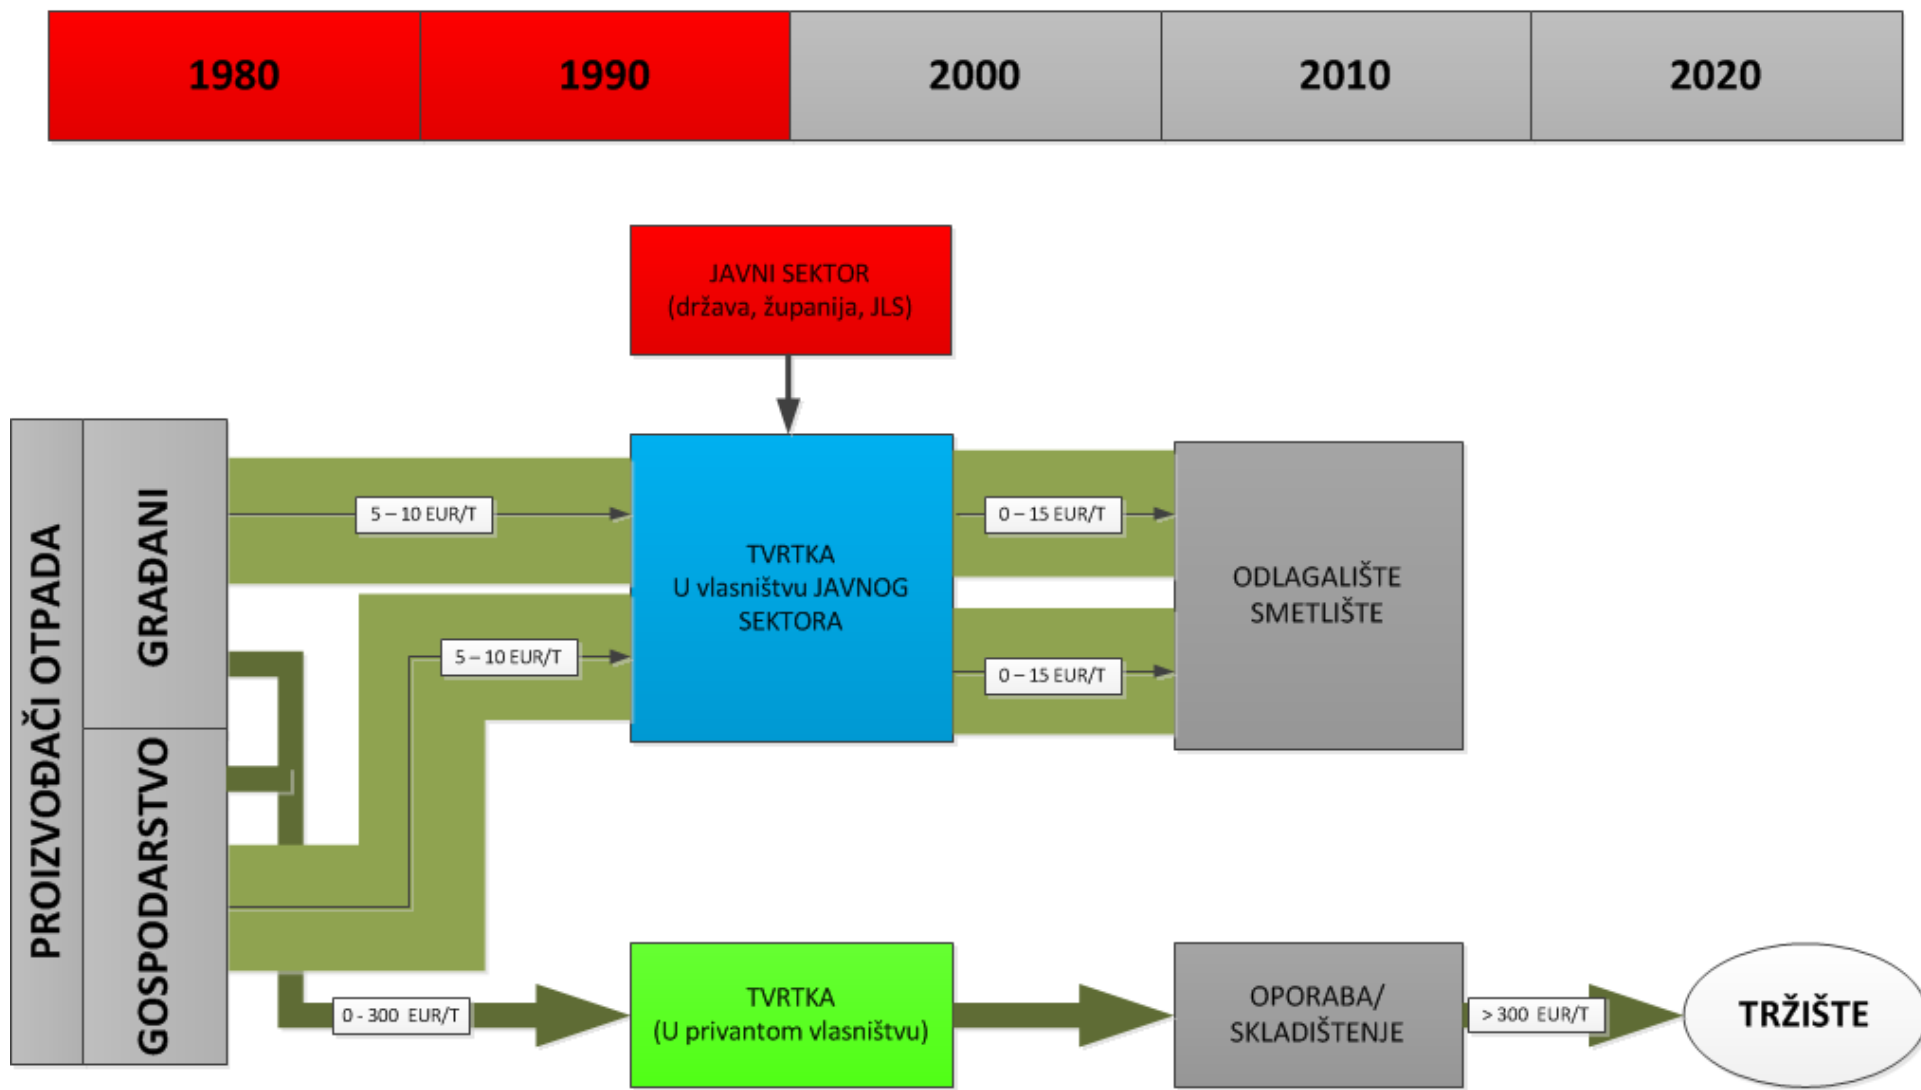 1980
1990
2000
2010
2020
JAVNI SEKTOR
(država, županija, JLS)
PROIZVOĐAČI OTPADA
GRAĐANI
GOSPODARSTVO
5 – 10 EUR/T
5 – 10 EUR/T
TVRTKA
U vlasništvu JAVNOG
SEKTORA
0 – 15 EUR/T
0 – 15 EUR/T
ODLAGALIŠTE
SMETLIŠTE
0 - 300 EUR/T
TVRTKA
(U privantom vlasništvu)
OPORABA/
SKLADIŠTENJE
> 300 EUR/T
TRŽIŠTE